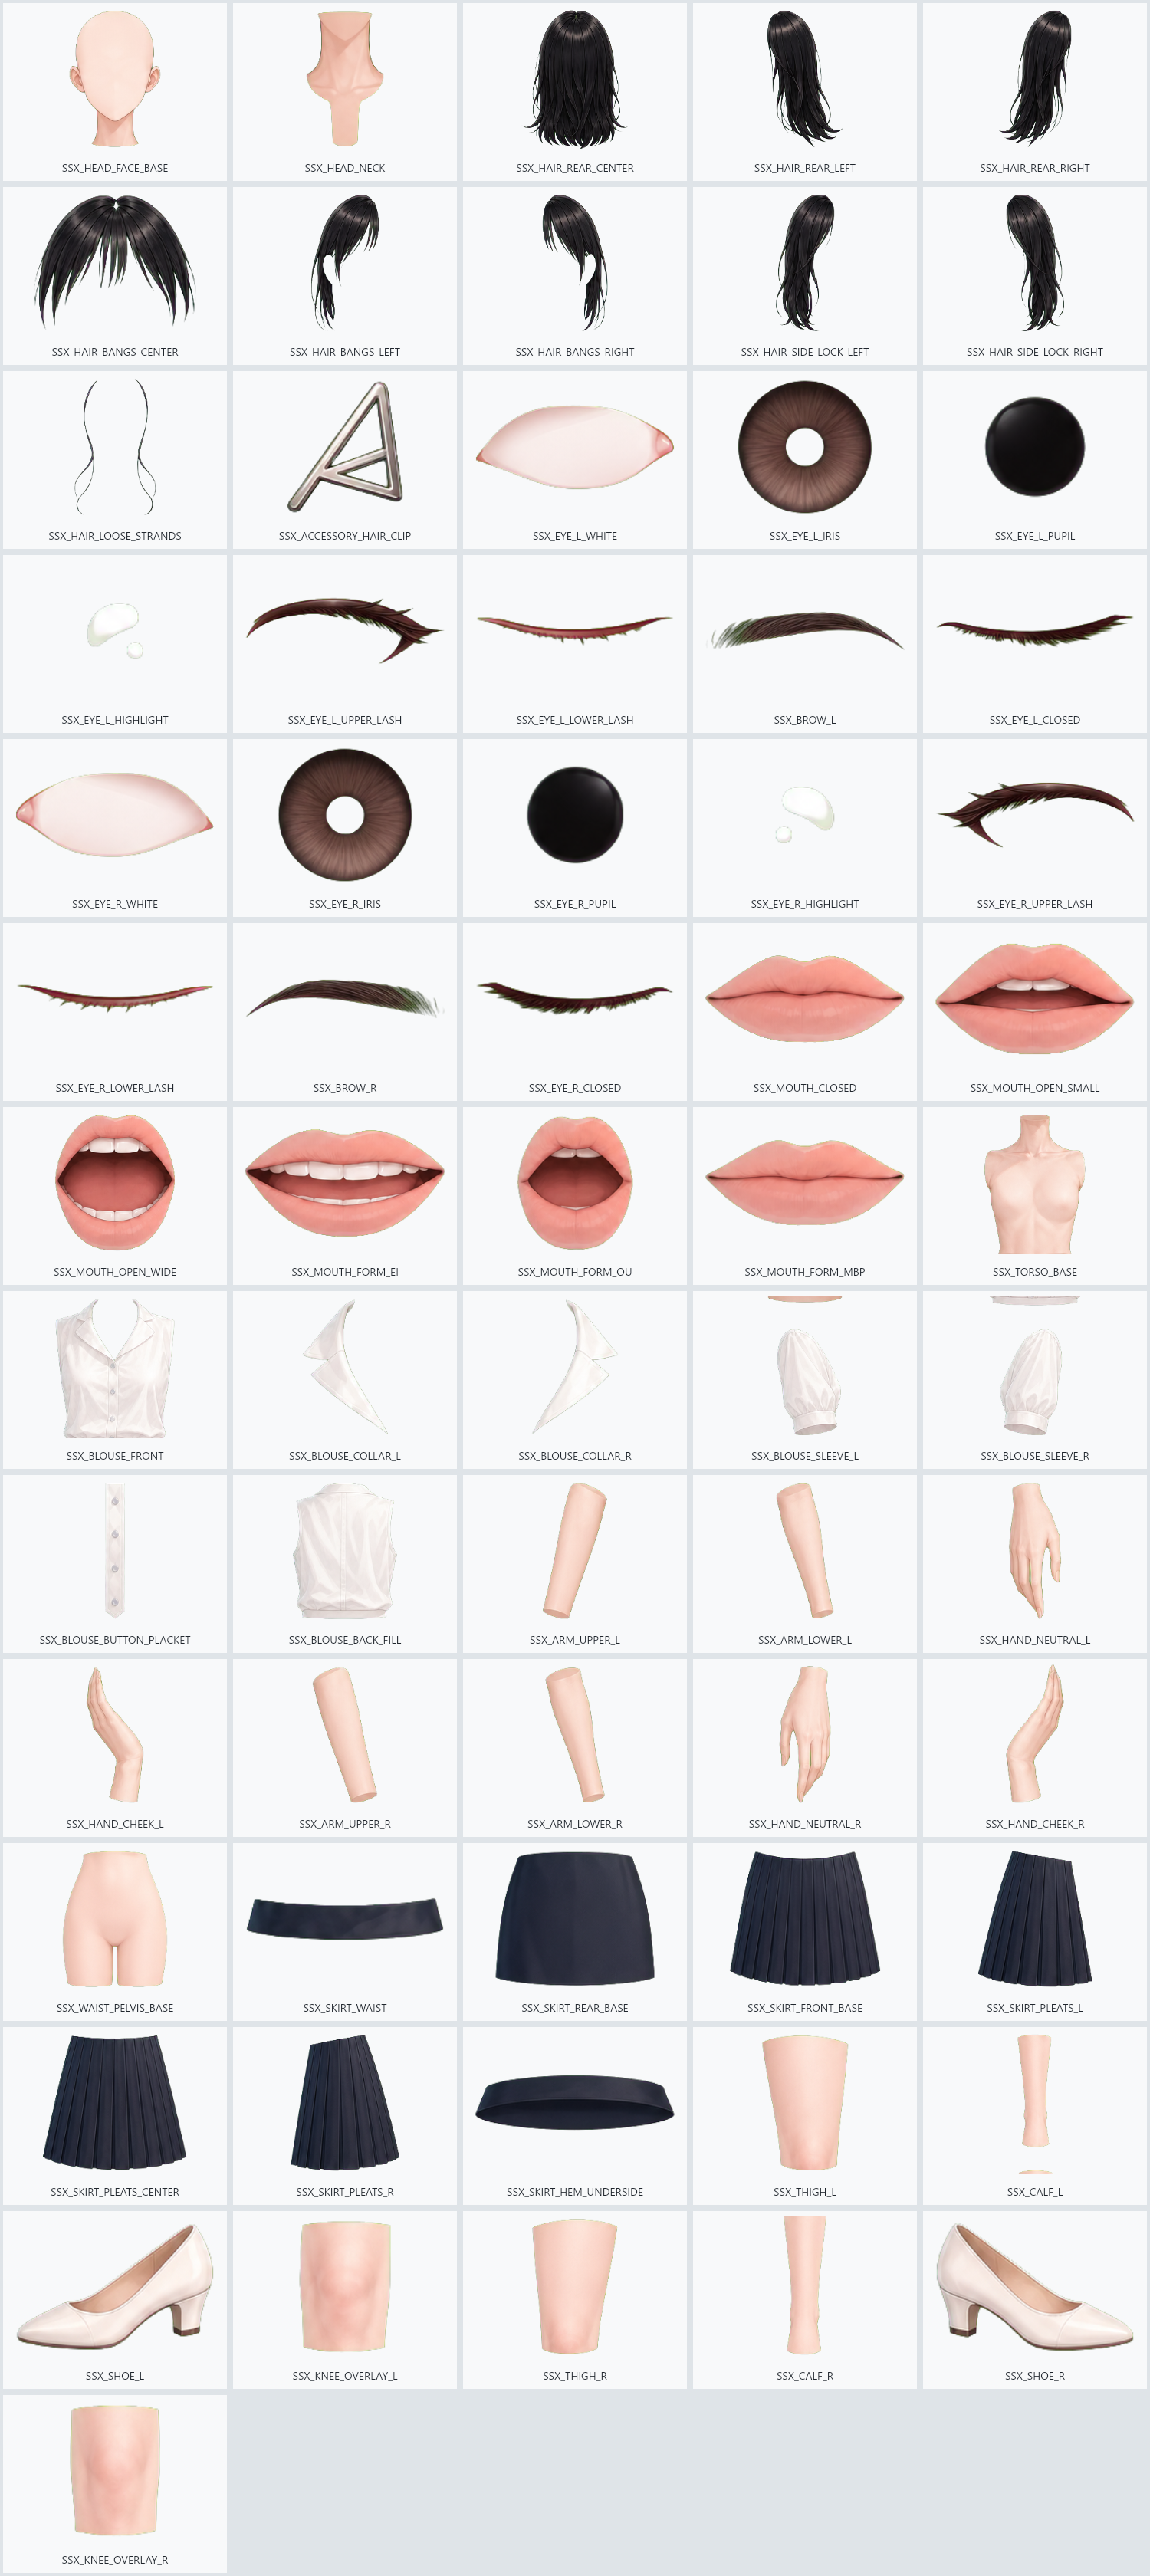 SSX_HEAD_FACE_BASE
SSX_HEAD_NECK
SSX_HAIR_REAR_CENTER
SSX_HAIR_REAR_LEFT
SSX_HAIR_REAR_RIGHT
SSX_HAIR_BANGS_CENTER
SSX_HAIR_BANGS_LEFT
SSX_HAIR_BANGS_RIGHT
SSX_HAIR_SIDE_LOCK_LEFT
SSX_HAIR_SIDE_LOCK_RIGHT
SSX_HAIR_LOOSE_STRANDS
SSX_ACCESSORY_HAIR_CLIP
SSX_EYE_L_WHITE
SSX_EYE_L_IRIS
SSX_EYE_L_PUPIL
SSX_EYE_L_HIGHLIGHT
SSX_EYE_L_UPPER_LASH
SSX_EYE_L_LOWER_LASH
SSX_BROW_L
SSX_EYE_L_CLOSED
SSX_EYE_R_WHITE
SSX_EYE_R_IRIS
SSX_EYE_R_PUPIL
SSX_EYE_R_HIGHLIGHT
SSX_EYE_R_UPPER_LASH
SSX_EYE_R_LOWER_LASH
SSX_BROW_R
SSX_EYE_R_CLOSED
SSX_MOUTH_CLOSED
SSX_MOUTH_OPEN_SMALL
SSX_MOUTH_OPEN_WIDE
SSX_MOUTH_FORM_EI
SSX_MOUTH_FORM_OU
SSX_MOUTH_FORM_MBP
SSX_TORSO_BASE
SSX_BLOUSE_FRONT
SSX_BLOUSE_COLLAR_L
SSX_BLOUSE_COLLAR_R
SSX_BLOUSE_SLEEVE_L
SSX_BLOUSE_SLEEVE_R
SSX_BLOUSE_BUTTON_PLACKET
SSX_BLOUSE_BACK_FILL
SSX_ARM_UPPER_L
SSX_ARM_LOWER_L
SSX_HAND_NEUTRAL_L
SSX_HAND_CHEEK_L
SSX_ARM_UPPER_R
SSX_ARM_LOWER_R
SSX_HAND_NEUTRAL_R
SSX_HAND_CHEEK_R
SSX_WAIST_PELVIS_BASE
SSX_SKIRT_WAIST
SSX_SKIRT_REAR_BASE
SSX_SKIRT_FRONT_BASE
SSX_SKIRT_PLEATS_L
SSX_SKIRT_PLEATS_CENTER
SSX_SKIRT_PLEATS_R
SSX_SKIRT_HEM_UNDERSIDE
SSX_THIGH_L
SSX_CALF_L
SSX_SHOE_L
SSX_KNEE_OVERLAY_L
SSX_THIGH_R
SSX_CALF_R
SSX_SHOE_R
SSX_KNEE_OVERLAY_R